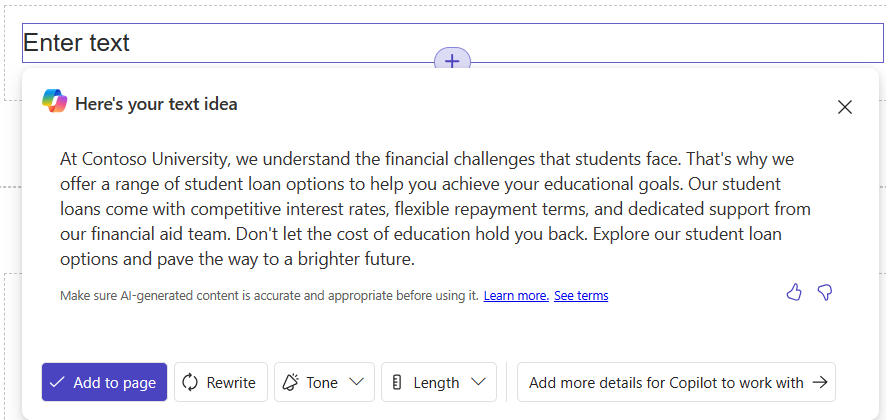 Enter text
Here's your text idea
At Contoso University, we understand the financial challenges that students face. That's why we
offer a range of student loan options to help you achieve your educational goals. Our student
loans come with competitive interest rates, flexible repayment terms, and dedicated support from
our financial aid team. Don't let the cost of education hold you back. Explore our student loan
options and pave the way to a brighter future.
Make sure AI-generated content is accurate and appropriate before using it. Learn more. See terms
Add to page Rewrite Tone Length Add more details for Copilot to work with